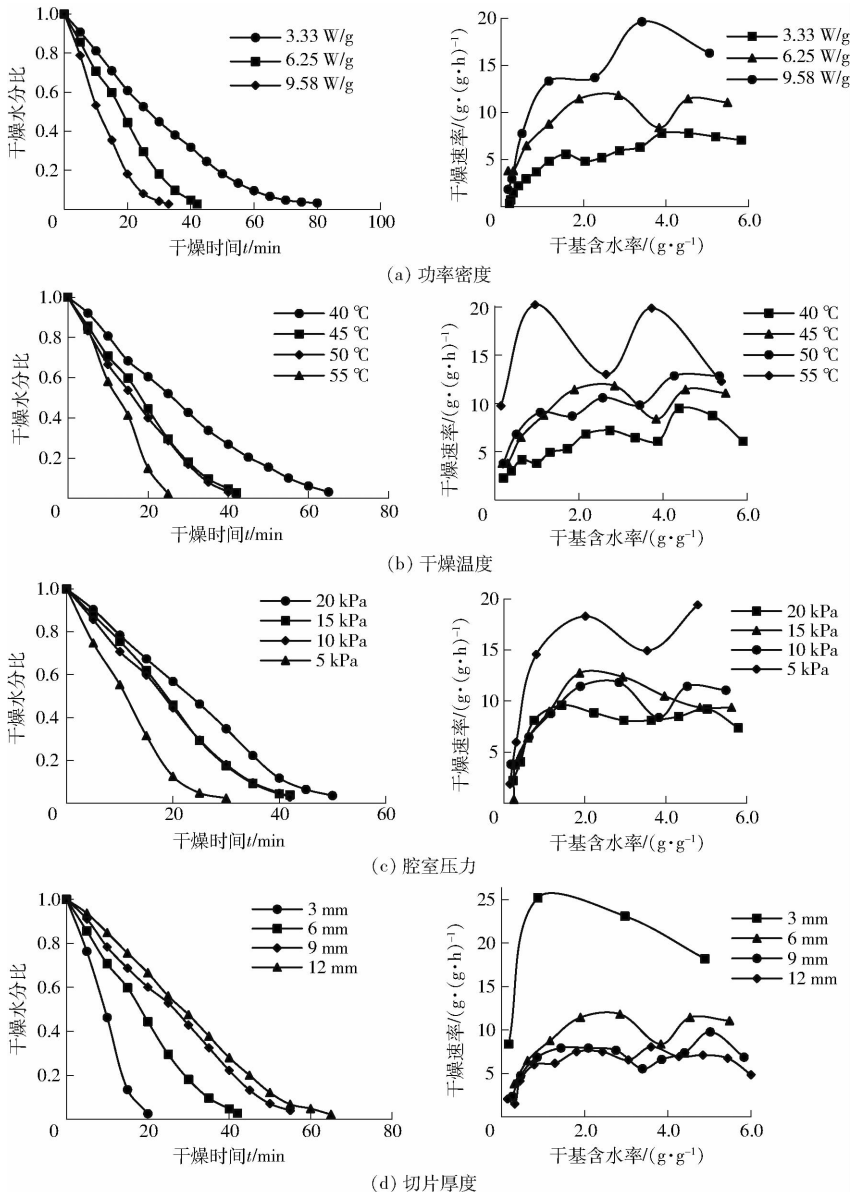 1.0
0.8
0.6
0.4
0.2
0
20
40
60
80
100
干燥水分比
干燥时间t/min
3.33 W/g
6.25 W/g
9.58 W/g
20
15
10
5
0
2.0
4.0
6.0
干燥速率/(g·(g·h)⁻¹)
干基含水率/(g·g⁻¹)
3.33 W/g
6.25 W/g
9.58 W/g
(a) 功率密度
1.0
0.8
0.6
0.4
0.2
0
20
40
60
80
干燥水分比
干燥时间t/min
40 ℃
45 ℃
50 ℃
55 ℃
20
15
10
5
0
2.0
4.0
6.0
干燥速率/(g·(g·h)⁻¹)
干基含水率/(g·g⁻¹)
40 ℃
45 ℃
50 ℃
55 ℃
(b) 干燥温度
1.0
0.8
0.6
0.4
0.2
0
20
40
60
干燥水分比
干燥时间t/min
20 kPa
15 kPa
10 kPa
5 kPa
20
15
10
5
0
2.0
4.0
6.0
干燥速率/(g·(g·h)⁻¹)
干基含水率/(g·g⁻¹)
20 kPa
15 kPa
10 kPa
5 kPa
(c) 腔室压力
1.0
0.8
0.6
0.4
0.2
0
20
40
60
80
干燥水分比
干燥时间t/min
3 mm
6 mm
9 mm
12 mm
25
20
15
10
5
0
2.0
4.0
6.0
干燥速率/(g·(g·h)⁻¹)
干基含水率/(g·g⁻¹)
3 mm
6 mm
9 mm
12 mm
(d) 切片厚度